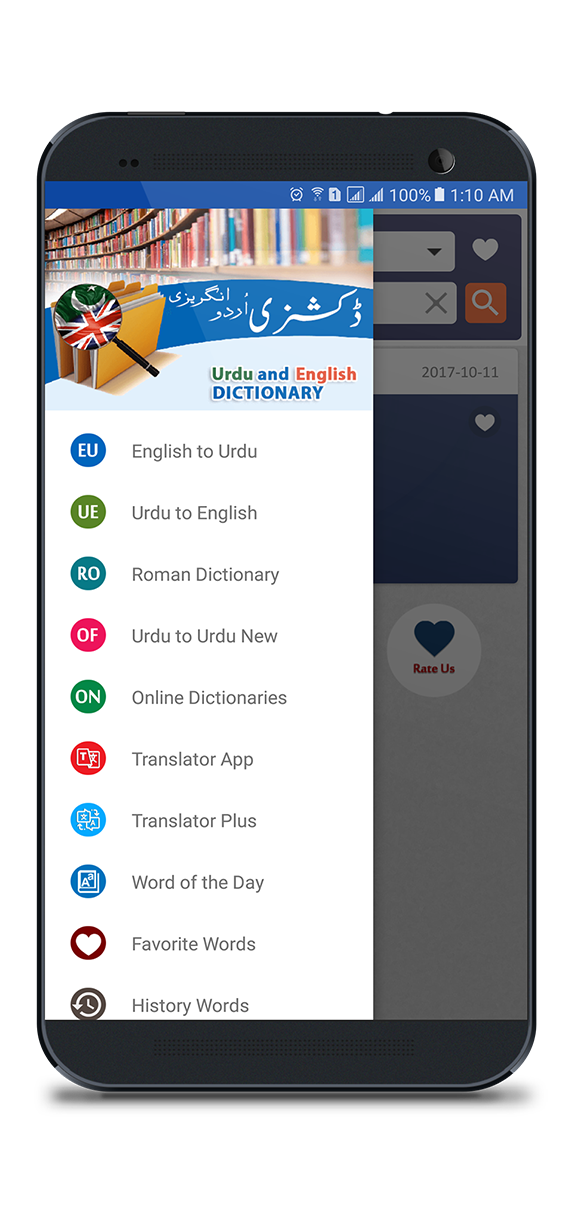 1 100% 1:10 AM
انگریزی
اُردو
ڈکشنری
Urdu and English
DICTIONARY
2017-10-11
EU English to Urdu
UE Urdu to English
RO Roman Dictionary
OF Urdu to Urdu New
Rate Us
ON Online Dictionaries
Translator App
Translator Plus
Word of the Day
Favorite Words
History Words